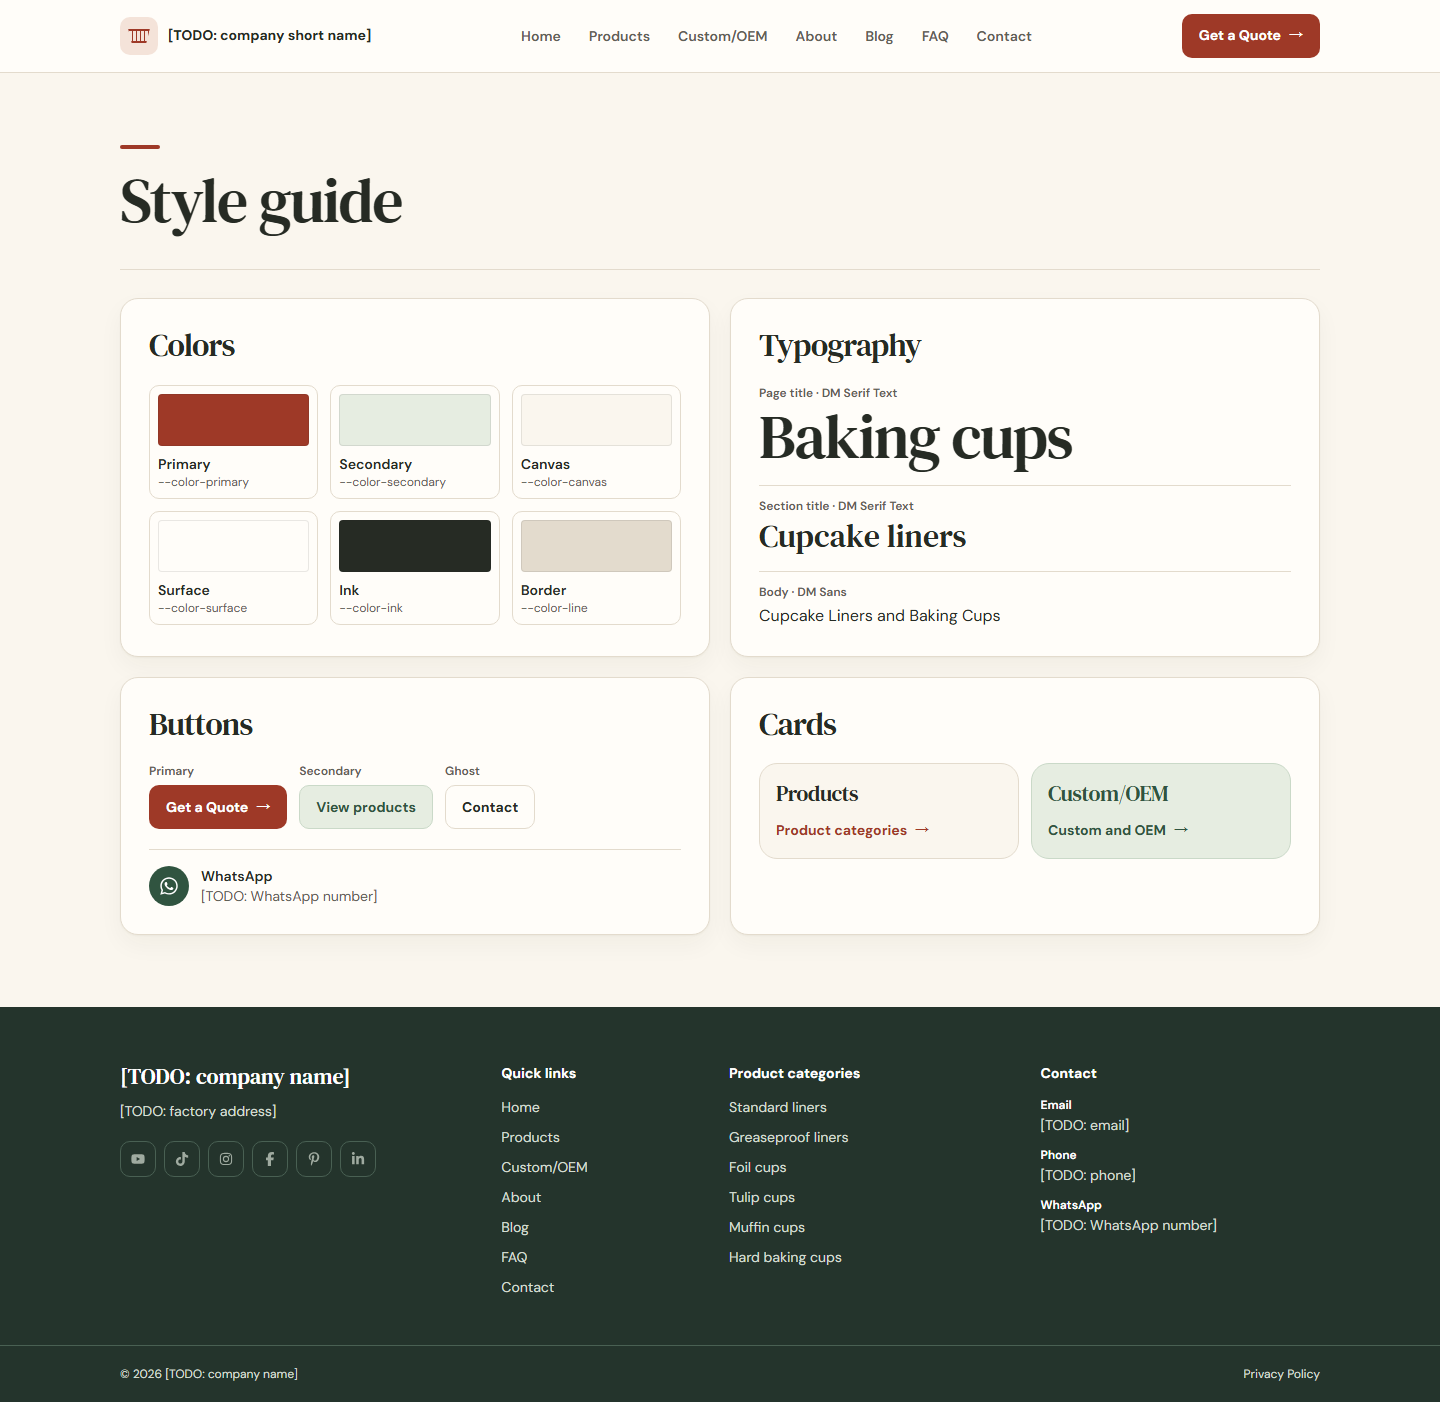 [TODO: company short name]
Home
Products
Custom/OEM
About
Blog
FAQ
Contact
Get a Quote →
Style guide
Colors
Primary
--color-primary
Secondary
--color-secondary
Canvas
--color-canvas
Surface
--color-surface
Ink
--color-ink
Border
--color-line
Typography
Page title · DM Serif Text
Baking cups
Section title · DM Serif Text
Cupcake liners
Body · DM Sans
Cupcake Liners and Baking Cups
Buttons
Primary
Get a Quote →
Secondary
View products
Ghost
Contact
WhatsApp
[TODO: WhatsApp number]
Cards
Products
Product categories →
Custom/OEM
Custom and OEM →
[TODO: company name]
[TODO: factory address]
Quick links
Home
Products
Custom/OEM
About
Blog
FAQ
Contact
Product categories
Standard liners
Greaseproof liners
Foil cups
Tulip cups
Muffin cups
Hard baking cups
Contact
Email
[TODO: email]
Phone
[TODO: phone]
WhatsApp
[TODO: WhatsApp number]
© 2026 [TODO: company name]
Privacy Policy